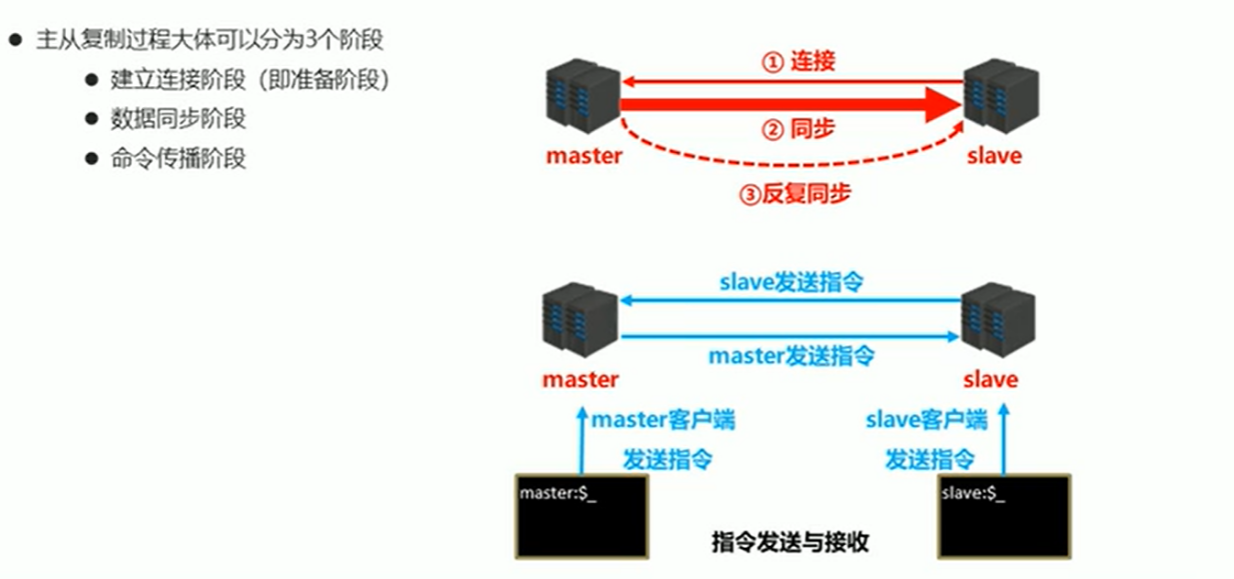 主从复制过程大体可以分为3个阶段
建立连接阶段（即准备阶段）
数据同步阶段
命令传播阶段
① 连接
② 同步
master
slave
③反复同步
slave发送指令
master发送指令
master
slave
master客户端
发送指令
slave客户端
发送指令
master:$_
slave:$_
指令发送与接收